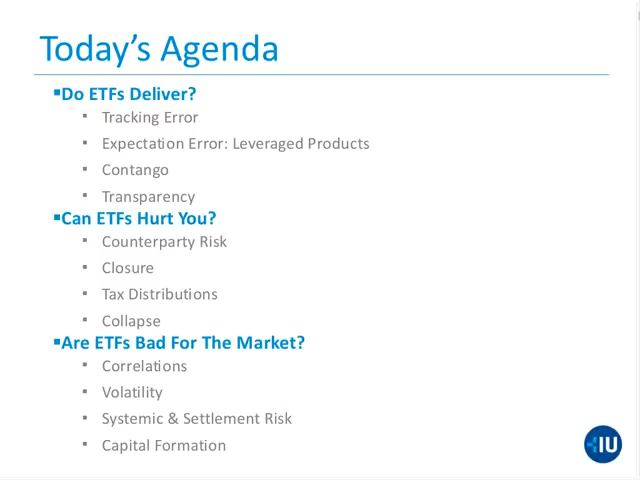 Today’s Agenda
▪Do ETFs Deliver?
▪ Tracking Error
▪ Expectation Error: Leveraged Products
▪ Contango
▪ Transparency
▪Can ETFs Hurt You?
▪ Counterparty Risk
▪ Closure
▪ Tax Distributions
▪ Collapse
▪Are ETFs Bad For The Market?
▪ Correlations
▪ Volatility
▪ Systemic & Settlement Risk
▪ Capital Formation
IU